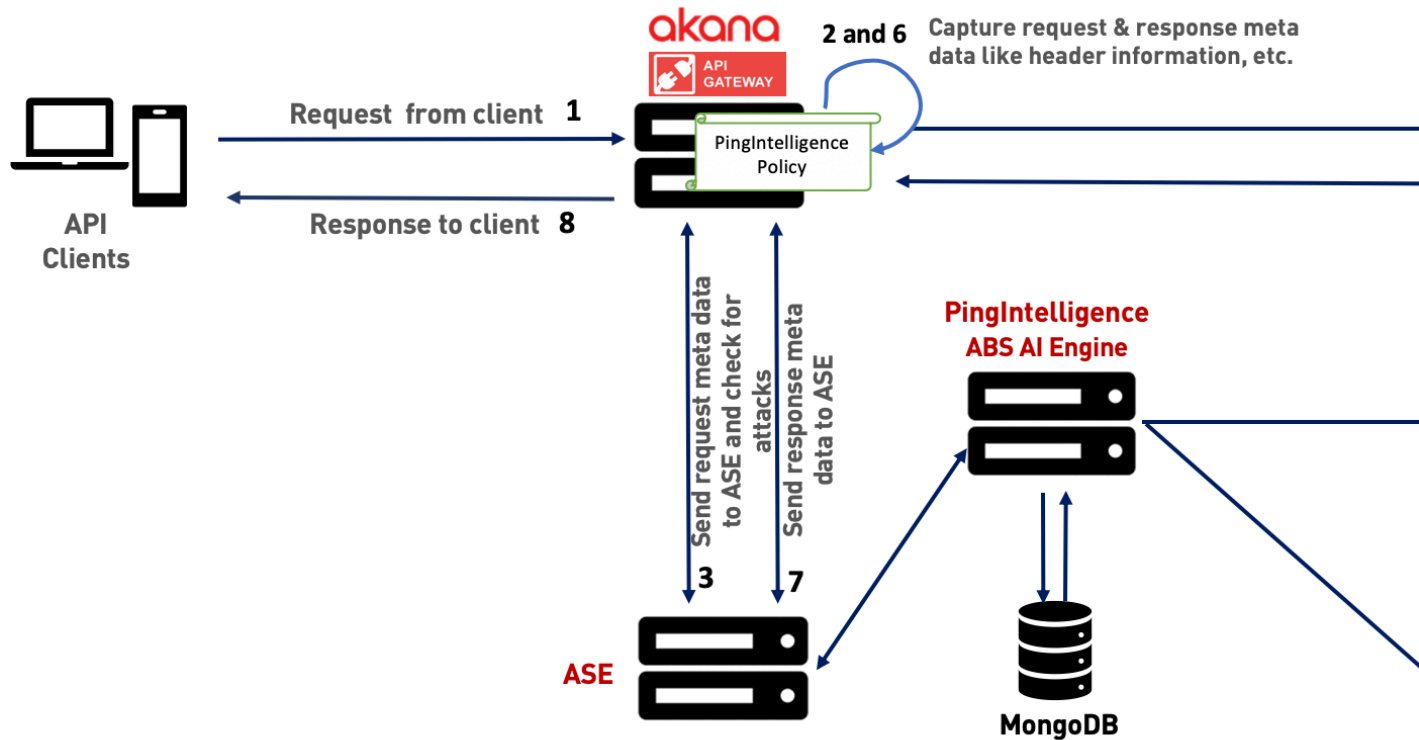 akana
API
GATEWAY
2 and 6
Capture request & response meta
data like header information, etc.
Request from client 1
PingIntelligence
Policy
Response to client 8
API
Clients
Send request meta data
to ASE and check for
attacks
3
Send response meta
data to ASE
7
PingIntelligence
ABS AI Engine
ASE
MongoDB